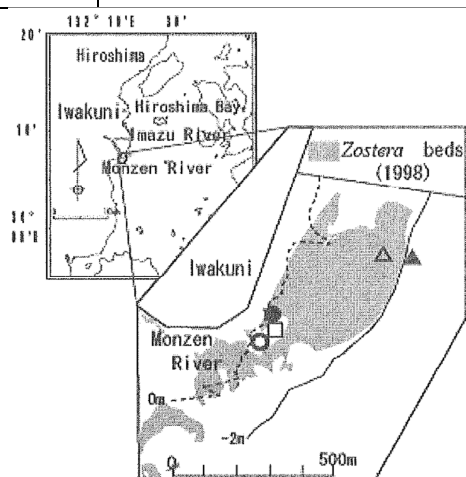 132° 10'E 30'
20'
Hiroshima
Iwakuni
Hiroshima Bay
Imazu River
10'
Monzen River
34°
Zostera beds
(1998)
Iwakuni
Monzen
River
0m
-2m
0 500m